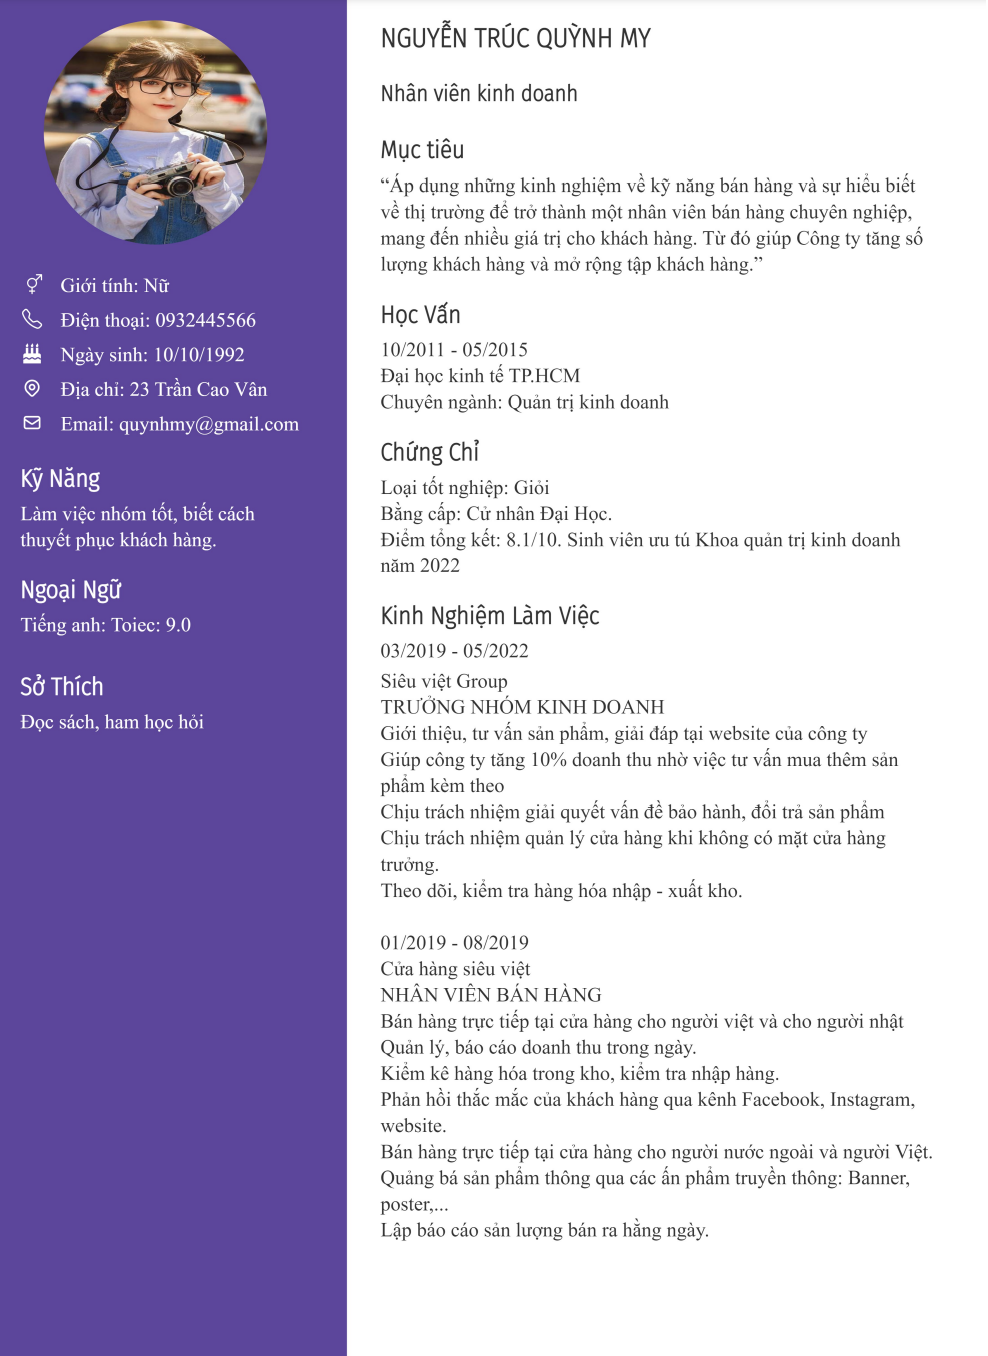 Giới tính: Nữ
Điện thoại: 0932445566
Ngày sinh: 10/10/1992
Địa chỉ: 23 Trần Cao Vân
Email: quynhmy@gmail.com
Kỹ Năng
Làm việc nhóm tốt, biết cách
thuyết phục khách hàng.
Ngoại Ngữ
Tiếng anh: Toiec: 9.0
Sở Thích
Đọc sách, ham học hỏi
NGUYỄN TRÚC QUỲNH MY
Nhân viên kinh doanh
Mục tiêu
“Áp dụng những kinh nghiệm về kỹ năng bán hàng và sự hiểu biết
về thị trường để trở thành một nhân viên bán hàng chuyên nghiệp,
mang đến nhiều giá trị cho khách hàng. Từ đó giúp Công ty tăng số
lượng khách hàng và mở rộng tập khách hàng.”
Học Vấn
10/2011 - 05/2015
Đại học kinh tế TP.HCM
Chuyên ngành: Quản trị kinh doanh
Chứng Chỉ
Loại tốt nghiệp: Giỏi
Bằng cấp: Cử nhân Đại Học.
Điểm tổng kết: 8.1/10. Sinh viên ưu tú Khoa quản trị kinh doanh
năm 2022
Kinh Nghiệm Làm Việc
03/2019 - 05/2022
Siêu việt Group
TRƯỞNG NHÓM KINH DOANH
Giới thiệu, tư vấn sản phẩm, giải đáp tại website của công ty
Giúp công ty tăng 10% doanh thu nhờ việc tư vấn mua thêm sản
phẩm kèm theo
Chịu trách nhiệm giải quyết vấn đề bảo hành, đổi trả sản phẩm
Chịu trách nhiệm quản lý cửa hàng khi không có mặt cửa hàng
trưởng.
Theo dõi, kiểm tra hàng hóa nhập - xuất kho.
01/2019 - 08/2019
Cửa hàng siêu việt
NHÂN VIÊN BÁN HÀNG
Bán hàng trực tiếp tại cửa hàng cho người việt và cho người nhật
Quản lý, báo cáo doanh thu trong ngày.
Kiểm kê hàng hóa trong kho, kiểm tra nhập hàng.
Phản hồi thắc mắc của khách hàng qua kênh Facebook, Instagram,
website.
Bán hàng trực tiếp tại cửa hàng cho người nước ngoài và người Việt.
Quảng bá sản phẩm thông qua các ấn phẩm truyền thông: Banner,
poster,...
Lập báo cáo sản lượng bán ra hằng ngày.